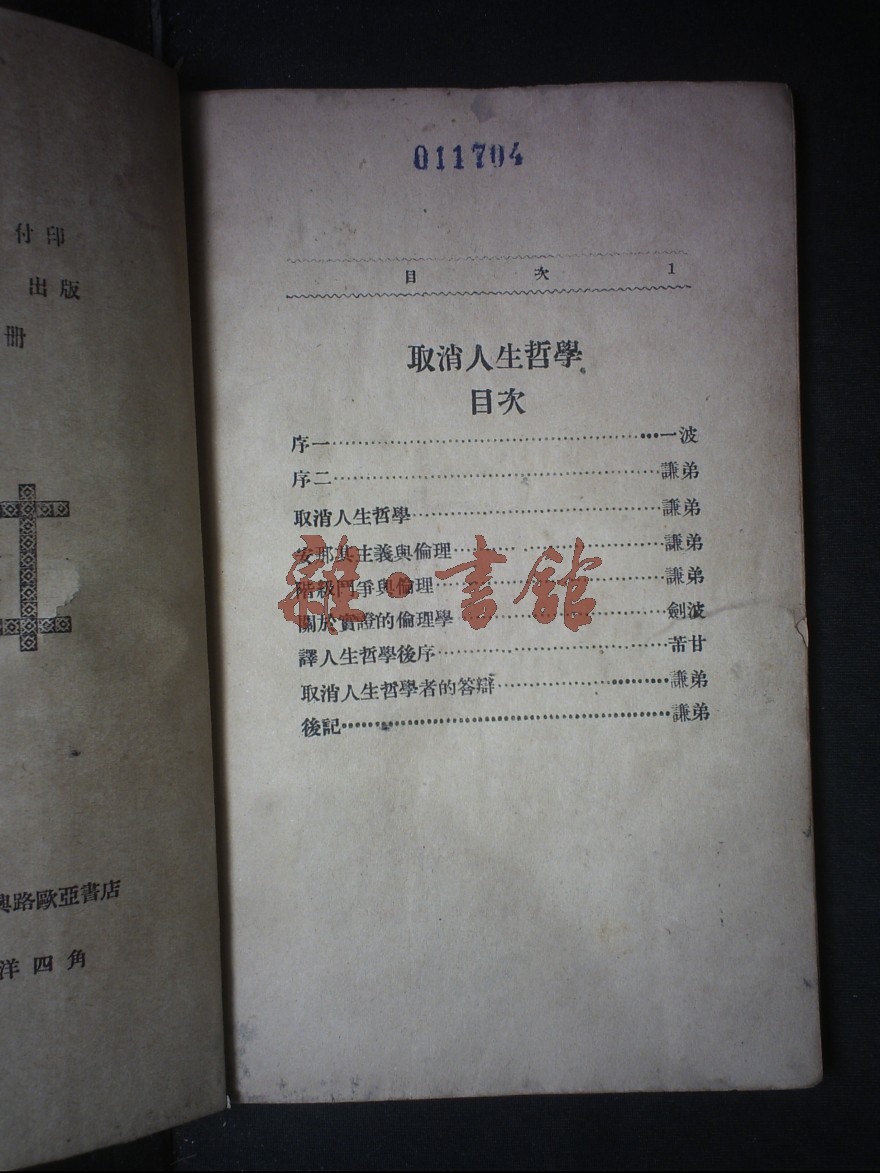 付印
出版
冊
路歐亞書店
洋四角
011704
目 次 1
取消人生哲學
目次
序一·············一波
序二·············謙弟
取消人生哲學·············謙弟
安那其主義與倫理·············謙弟
階級鬥爭與倫理·············謙弟
關於實證的倫理學·············劍波
譯人生哲學後序·············芾甘
取消人生哲學者的答辯·············謙弟
後記·············謙弟
雜·書館